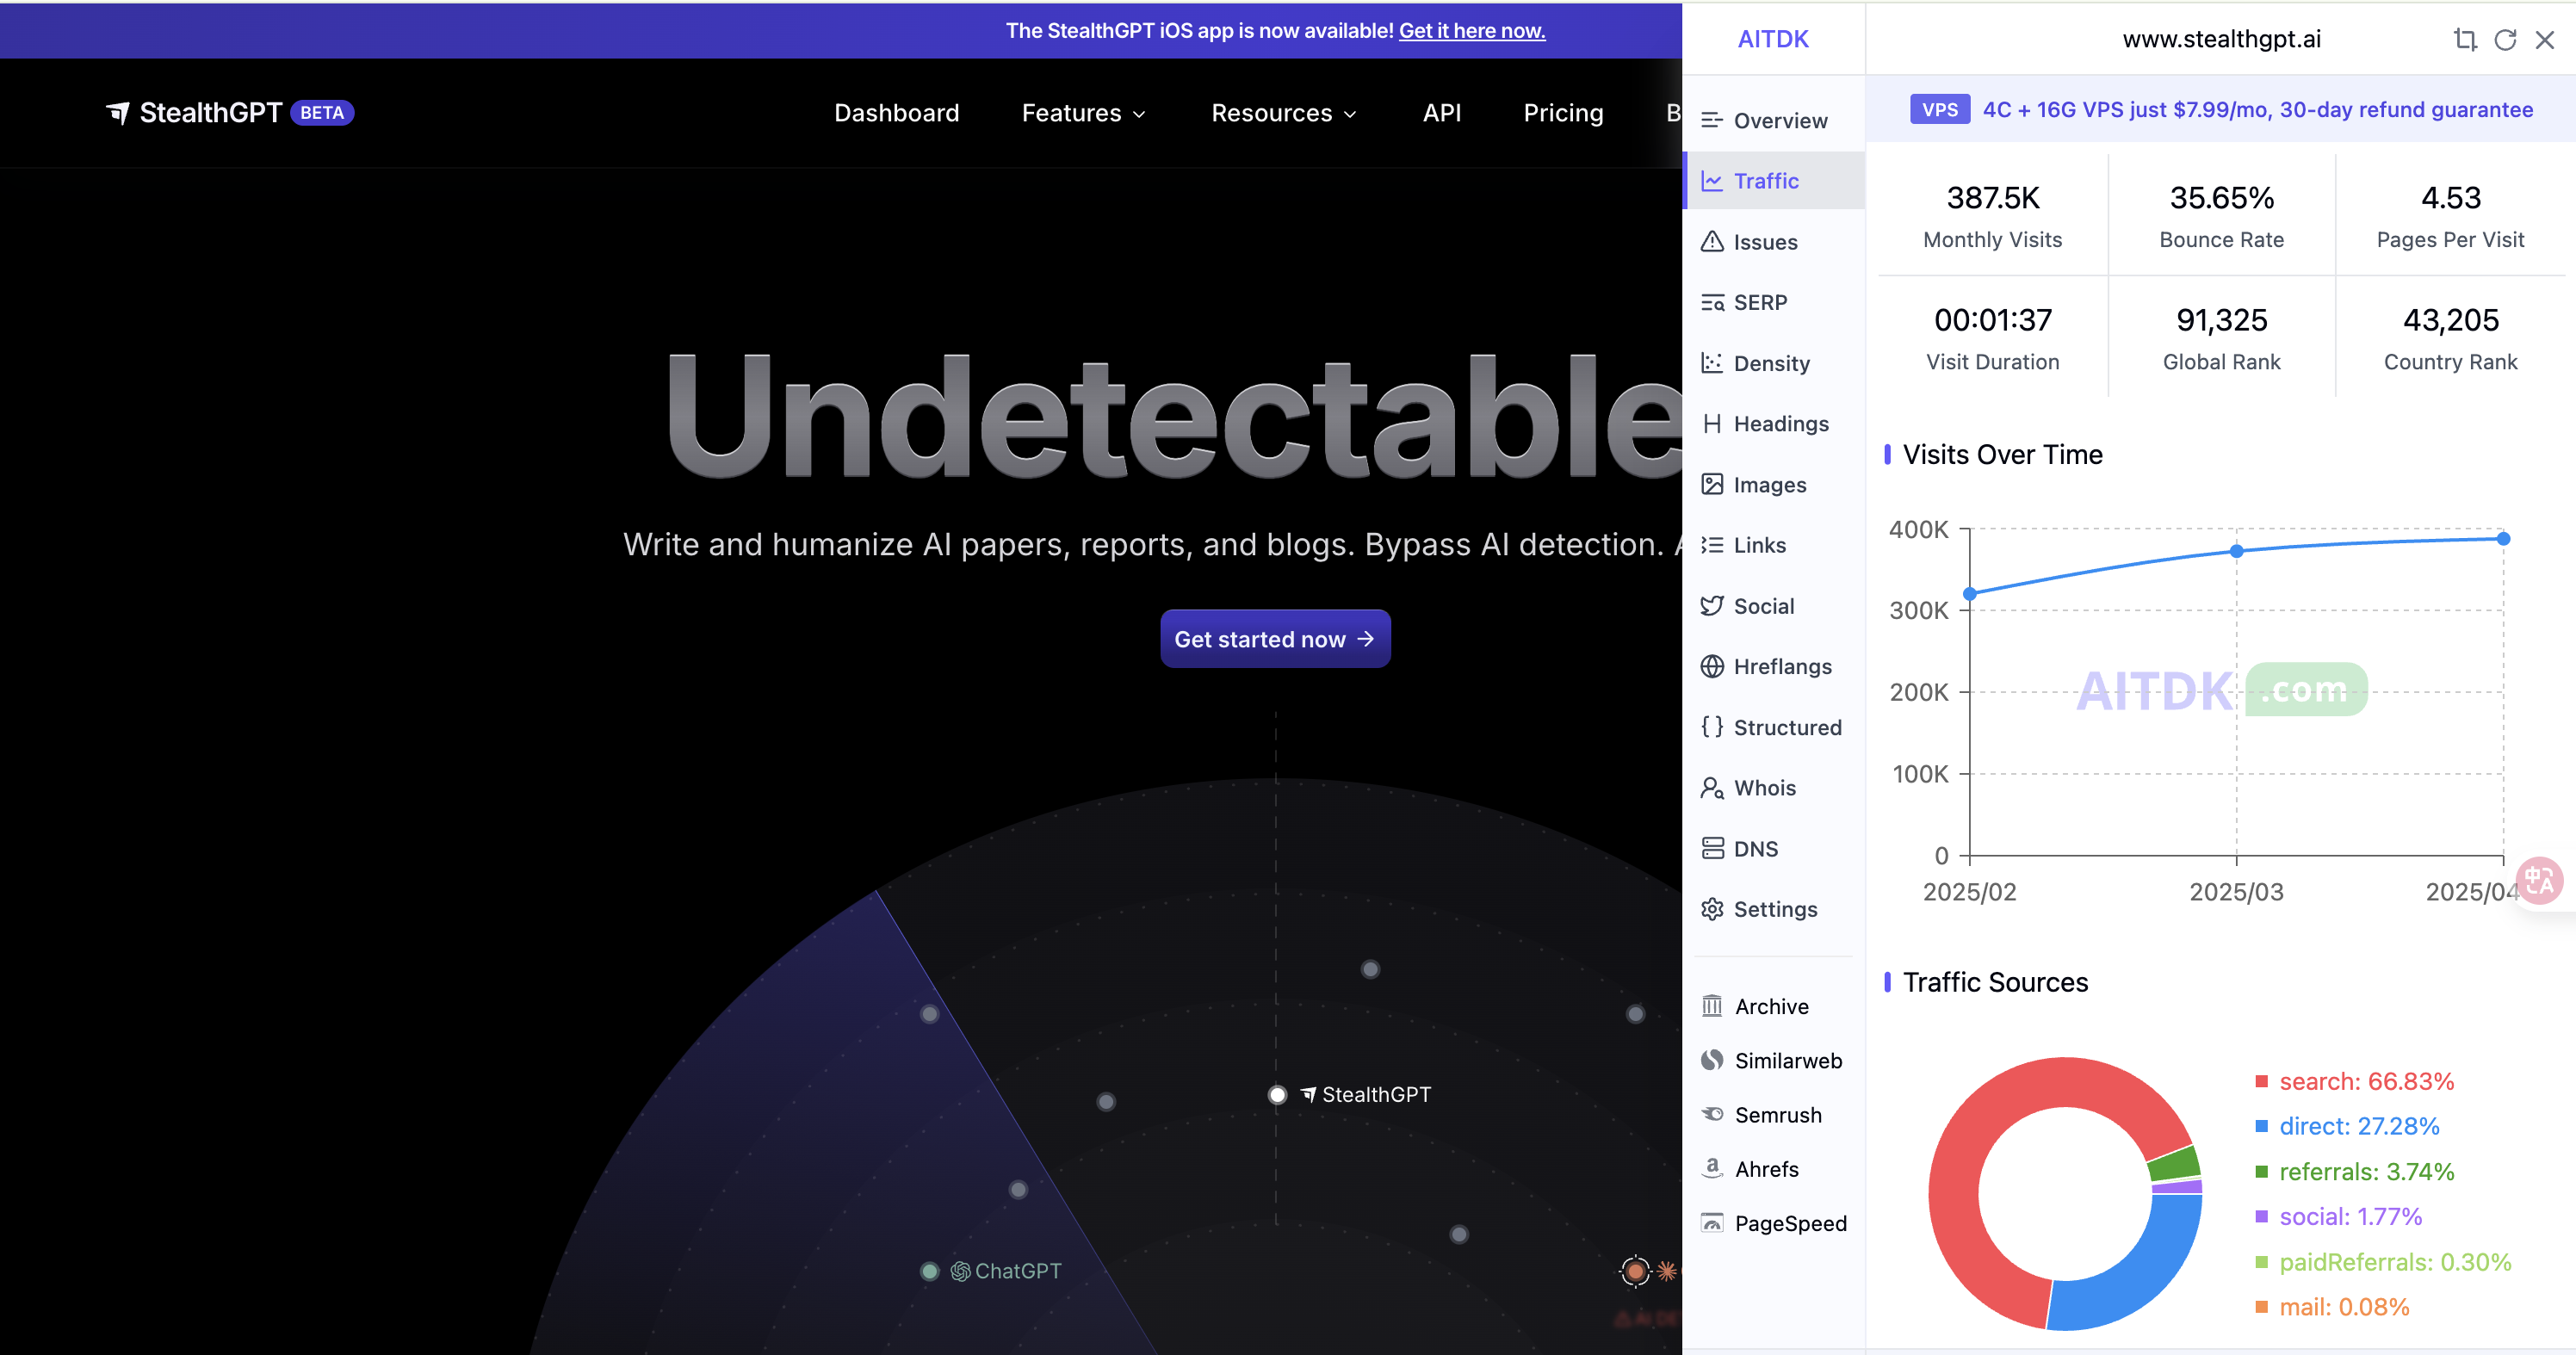 The StealthGPT iOS app is now available! Get it here now.
StealthGPT BETA
Dashboard
Features
Resources
API
Pricing
Undetectable
Write and humanize AI papers, reports, and blogs. Bypass AI detection.
Get started now →
StealthGPT
ChatGPT
AITDK
www.stealthgpt.ai
Overview
Traffic
Issues
SERP
Density
Headings
Images
Links
Social
Hreflangs
Structured
Whois
DNS
Settings
Archive
Similarweb
Semrush
Ahrefs
PageSpeed
VPS 4C + 16G VPS just $7.99/mo, 30-day refund guarantee
387.5K
Monthly Visits
35.65%
Bounce Rate
4.53
Pages Per Visit
00:01:37
Visit Duration
91,325
Global Rank
43,205
Country Rank
Visits Over Time
400K
300K
200K
100K
0
AITDK .com
2025/02
2025/03
2025/04
中A
Traffic Sources
search: 66.83%
direct: 27.28%
referrals: 3.74%
social: 1.77%
paidReferrals: 0.30%
mail: 0.08%